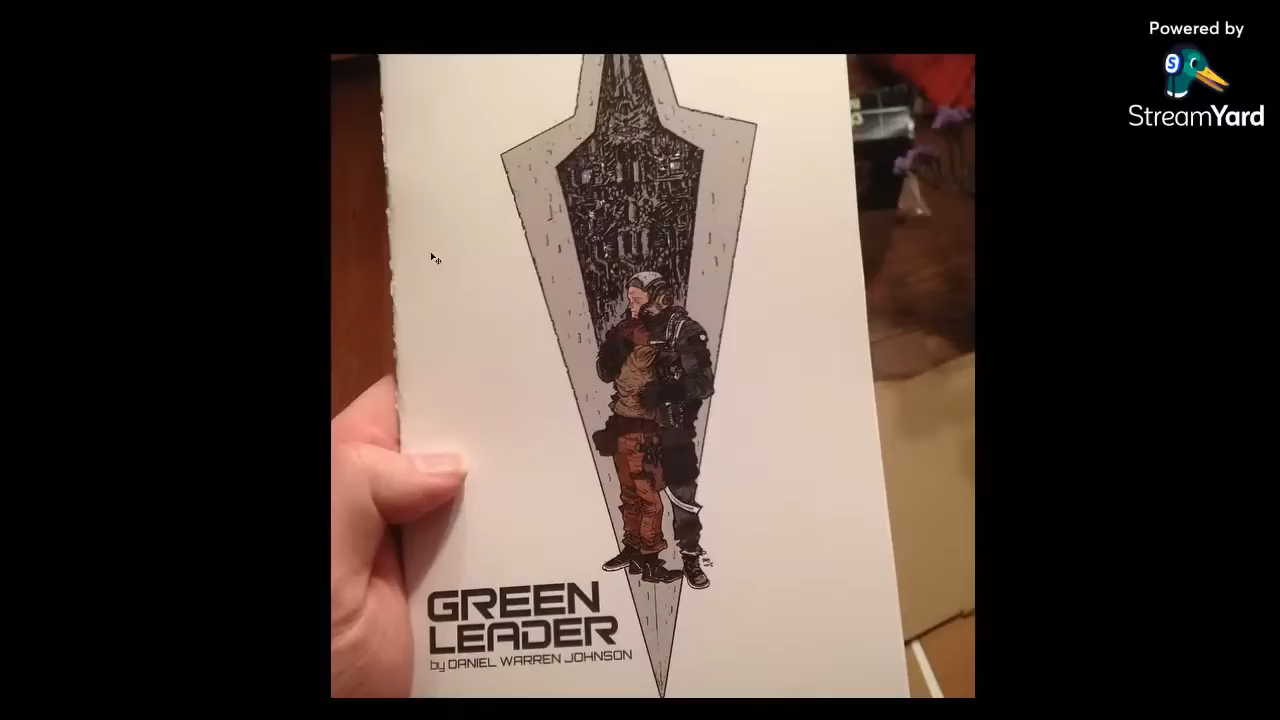 Powered by
S
StreamYard
GREEN
LEADER
by DANIEL WARREN JOHNSON